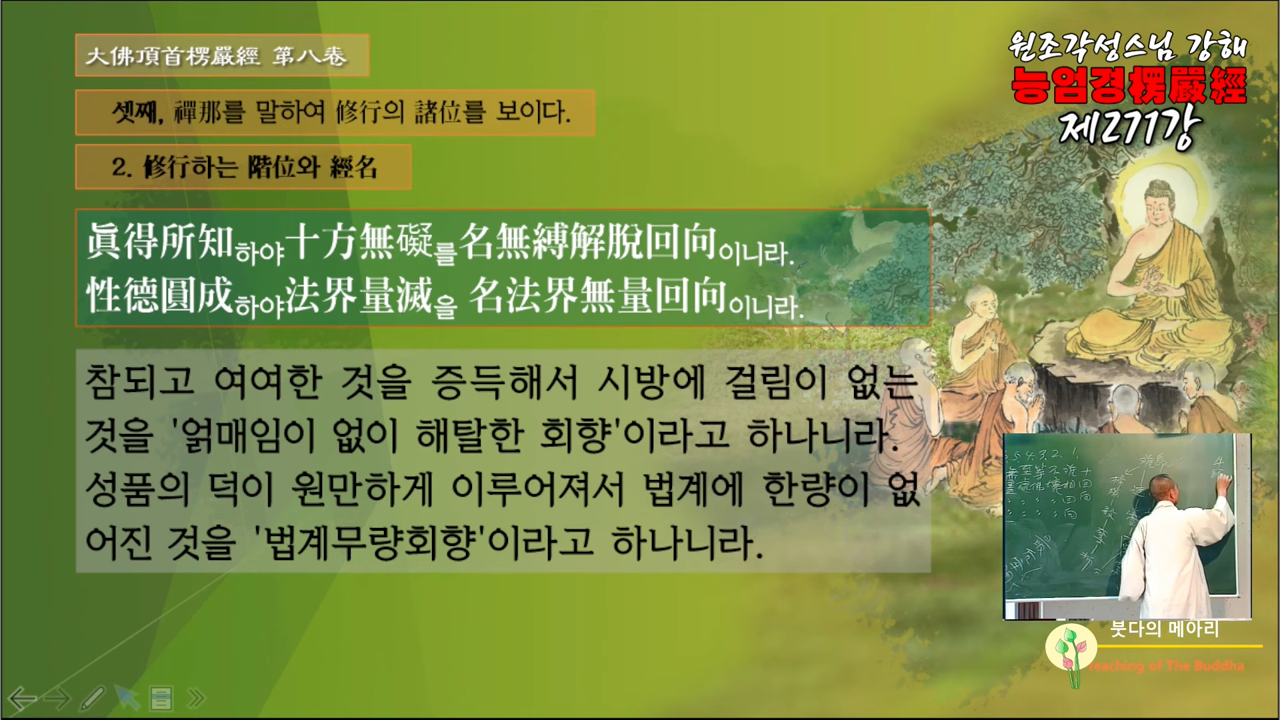 大佛頂首楞嚴經 第八卷
셋째, 禪那를 말하여 修行의 諸位를 보이다.
2. 修行하는 階位와 經名
眞得所知하야十方無礙를名無縛解脫回向이니라.
性德圓成하야法界量滅을 名法界無量回向이니라.
참되고 여여한 것을 증득해서 시방에 걸림이 없는
것을 '얽매임이 없이 해탈한 회향'이라고 하나니라.
성품의 덕이 원만하게 이루어져서 법계에 한량이 없
어진 것을 '법계무량회향'이라고 하나니라.
원조각성스님 강해
능엄경楞嚴經
제277강
5 4 3 2 1
붓다의 메아리
Teaching of The Buddha